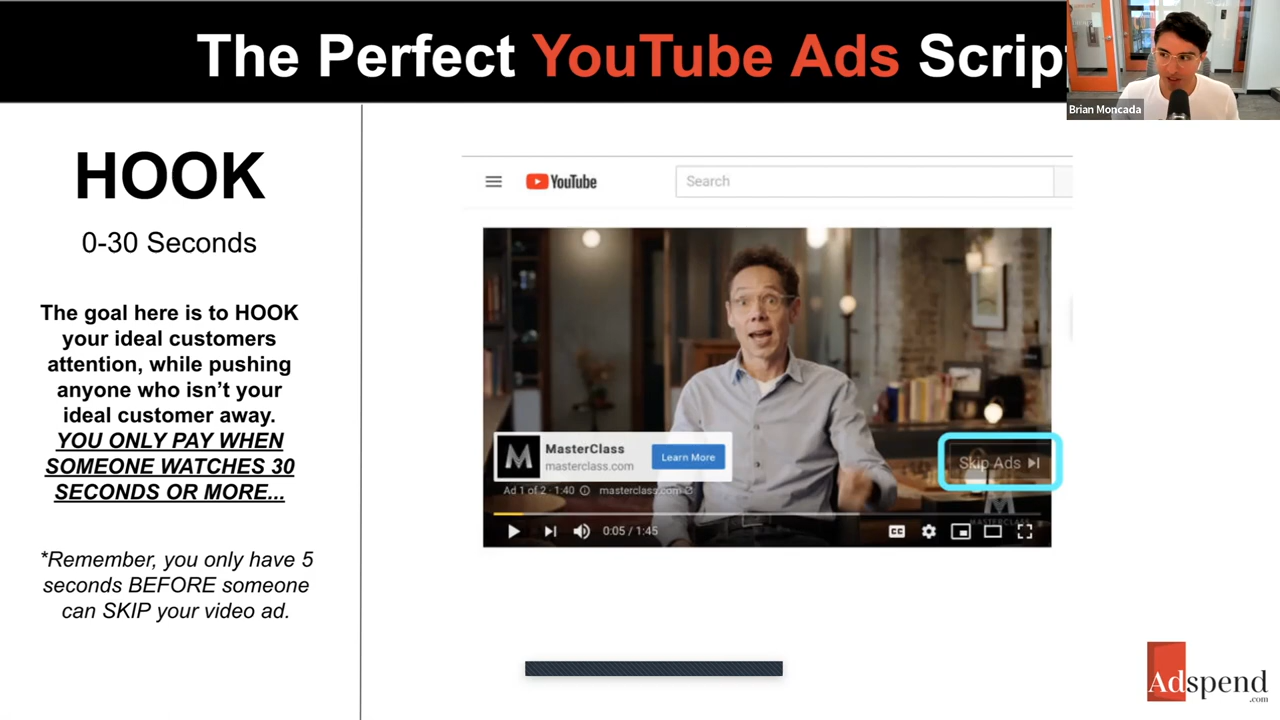 The Perfect YouTube Ads Scrip
Brian Moncada
HOOK
0-30 Seconds
The goal here is to HOOK
your ideal customers
attention, while pushing
anyone who isn't your
ideal customer away.
YOU ONLY PAY WHEN
SOMEONE WATCHES 30
SECONDS OR MORE...
*Remember, you only have 5
seconds BEFORE someone
can SKIP your video ad.
YouTube
Search
MasterClass
masterclass.com
Learn More
Skip Ads
Ad 1 of 2 · 1:40
masterclass.com
MASTERCLASS
0:05 / 1:45
CC
Adspend
.com